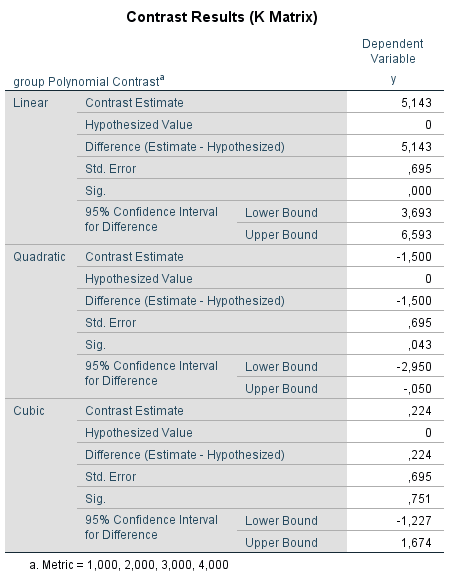 Contrast Results (K Matrix)
Dependent
Variable
group Polynomial Contrastᵃ y
Linear Contrast Estimate 5,143
Hypothesized Value 0
Difference (Estimate - Hypothesized) 5,143
Std. Error ,695
Sig. ,000
95% Confidence Interval Lower Bound 3,693
for Difference Upper Bound 6,593
Quadratic Contrast Estimate -1,500
Hypothesized Value 0
Difference (Estimate - Hypothesized) -1,500
Std. Error ,695
Sig. ,043
95% Confidence Interval Lower Bound -2,950
for Difference Upper Bound -,050
Cubic Contrast Estimate ,224
Hypothesized Value 0
Difference (Estimate - Hypothesized) ,224
Std. Error ,695
Sig. ,751
95% Confidence Interval Lower Bound -1,227
for Difference Upper Bound 1,674
a. Metric = 1,000, 2,000, 3,000, 4,000